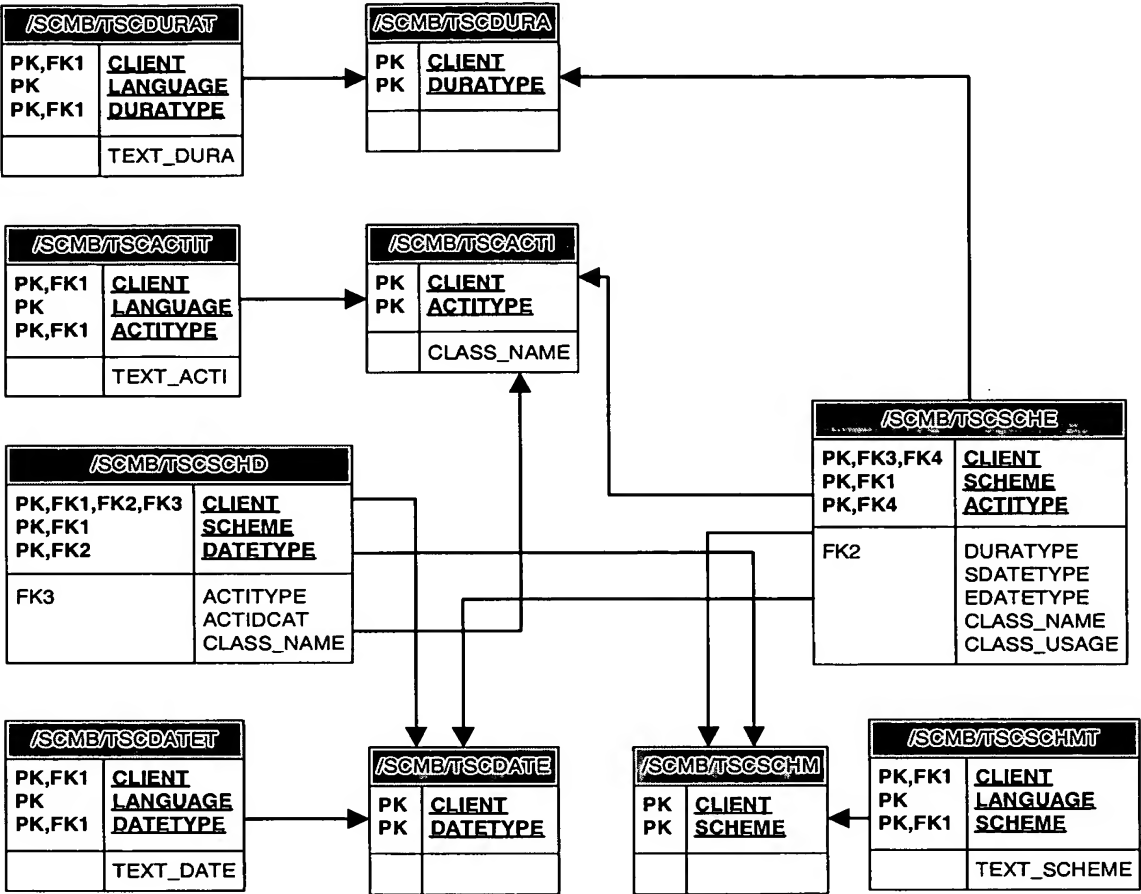 /SCMB/TSCDURAT
PK,FK1 CLIENT
PK LANGUAGE
PK,FK1 DURATYPE
TEXT_DURA
/SCMB/TSCDURA
PK CLIENT
PK DURATYPE
/SCMB/TSCACTIT
PK,FK1 CLIENT
PK LANGUAGE
PK,FK1 ACTITYPE
TEXT_ACTI
/SCMB/TSCACTI
PK CLIENT
PK ACTITYPE
CLASS_NAME
/SCMB/TSCSCHE
PK,FK3,FK4 CLIENT
PK,FK1 SCHEME
PK,FK4 ACTITYPE
FK2 DURATYPE
SDATETYPE
EDATETYPE
CLASS_NAME
CLASS_USAGE
/SCMB/TSCSCHD
PK,FK1,FK2,FK3 CLIENT
PK,FK1 SCHEME
PK,FK2 DATETYPE
FK3 ACTITYPE
ACTIDCAT
CLASS_NAME
/SCMB/TSCDATET
PK,FK1 CLIENT
PK LANGUAGE
PK,FK1 DATETYPE
TEXT_DATE
/SCMB/TSCDATE
PK CLIENT
PK DATETYPE
/SCMB/TSCSCHM
PK CLIENT
PK SCHEME
/SCMB/TSCSCHMT
PK,FK1 CLIENT
PK LANGUAGE
PK,FK1 SCHEME
TEXT_SCHEME